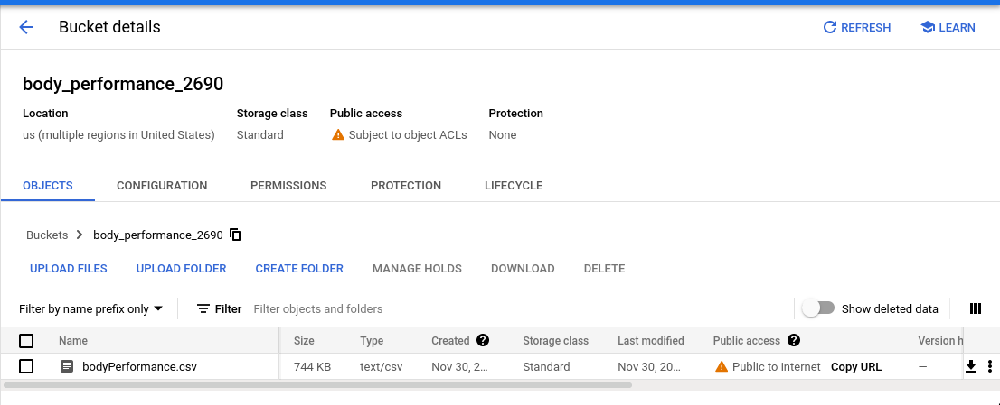 Bucket details
REFRESH
LEARN
body_performance_2690
Location Storage class Public access Protection
us (multiple regions in United States) Standard Subject to object ACLs None
OBJECTS CONFIGURATION PERMISSIONS PROTECTION LIFECYCLE
Buckets body_performance_2690
UPLOAD FILES UPLOAD FOLDER CREATE FOLDER MANAGE HOLDS DOWNLOAD DELETE
Filter by name prefix only Filter Filter objects and folders Show deleted data
Name Size Type Created Storage class Last modified Public access Version h
bodyPerformance.csv 744 KB text/csv Nov 30, 2... Standard Nov 30, 20... Public to internet Copy URL —